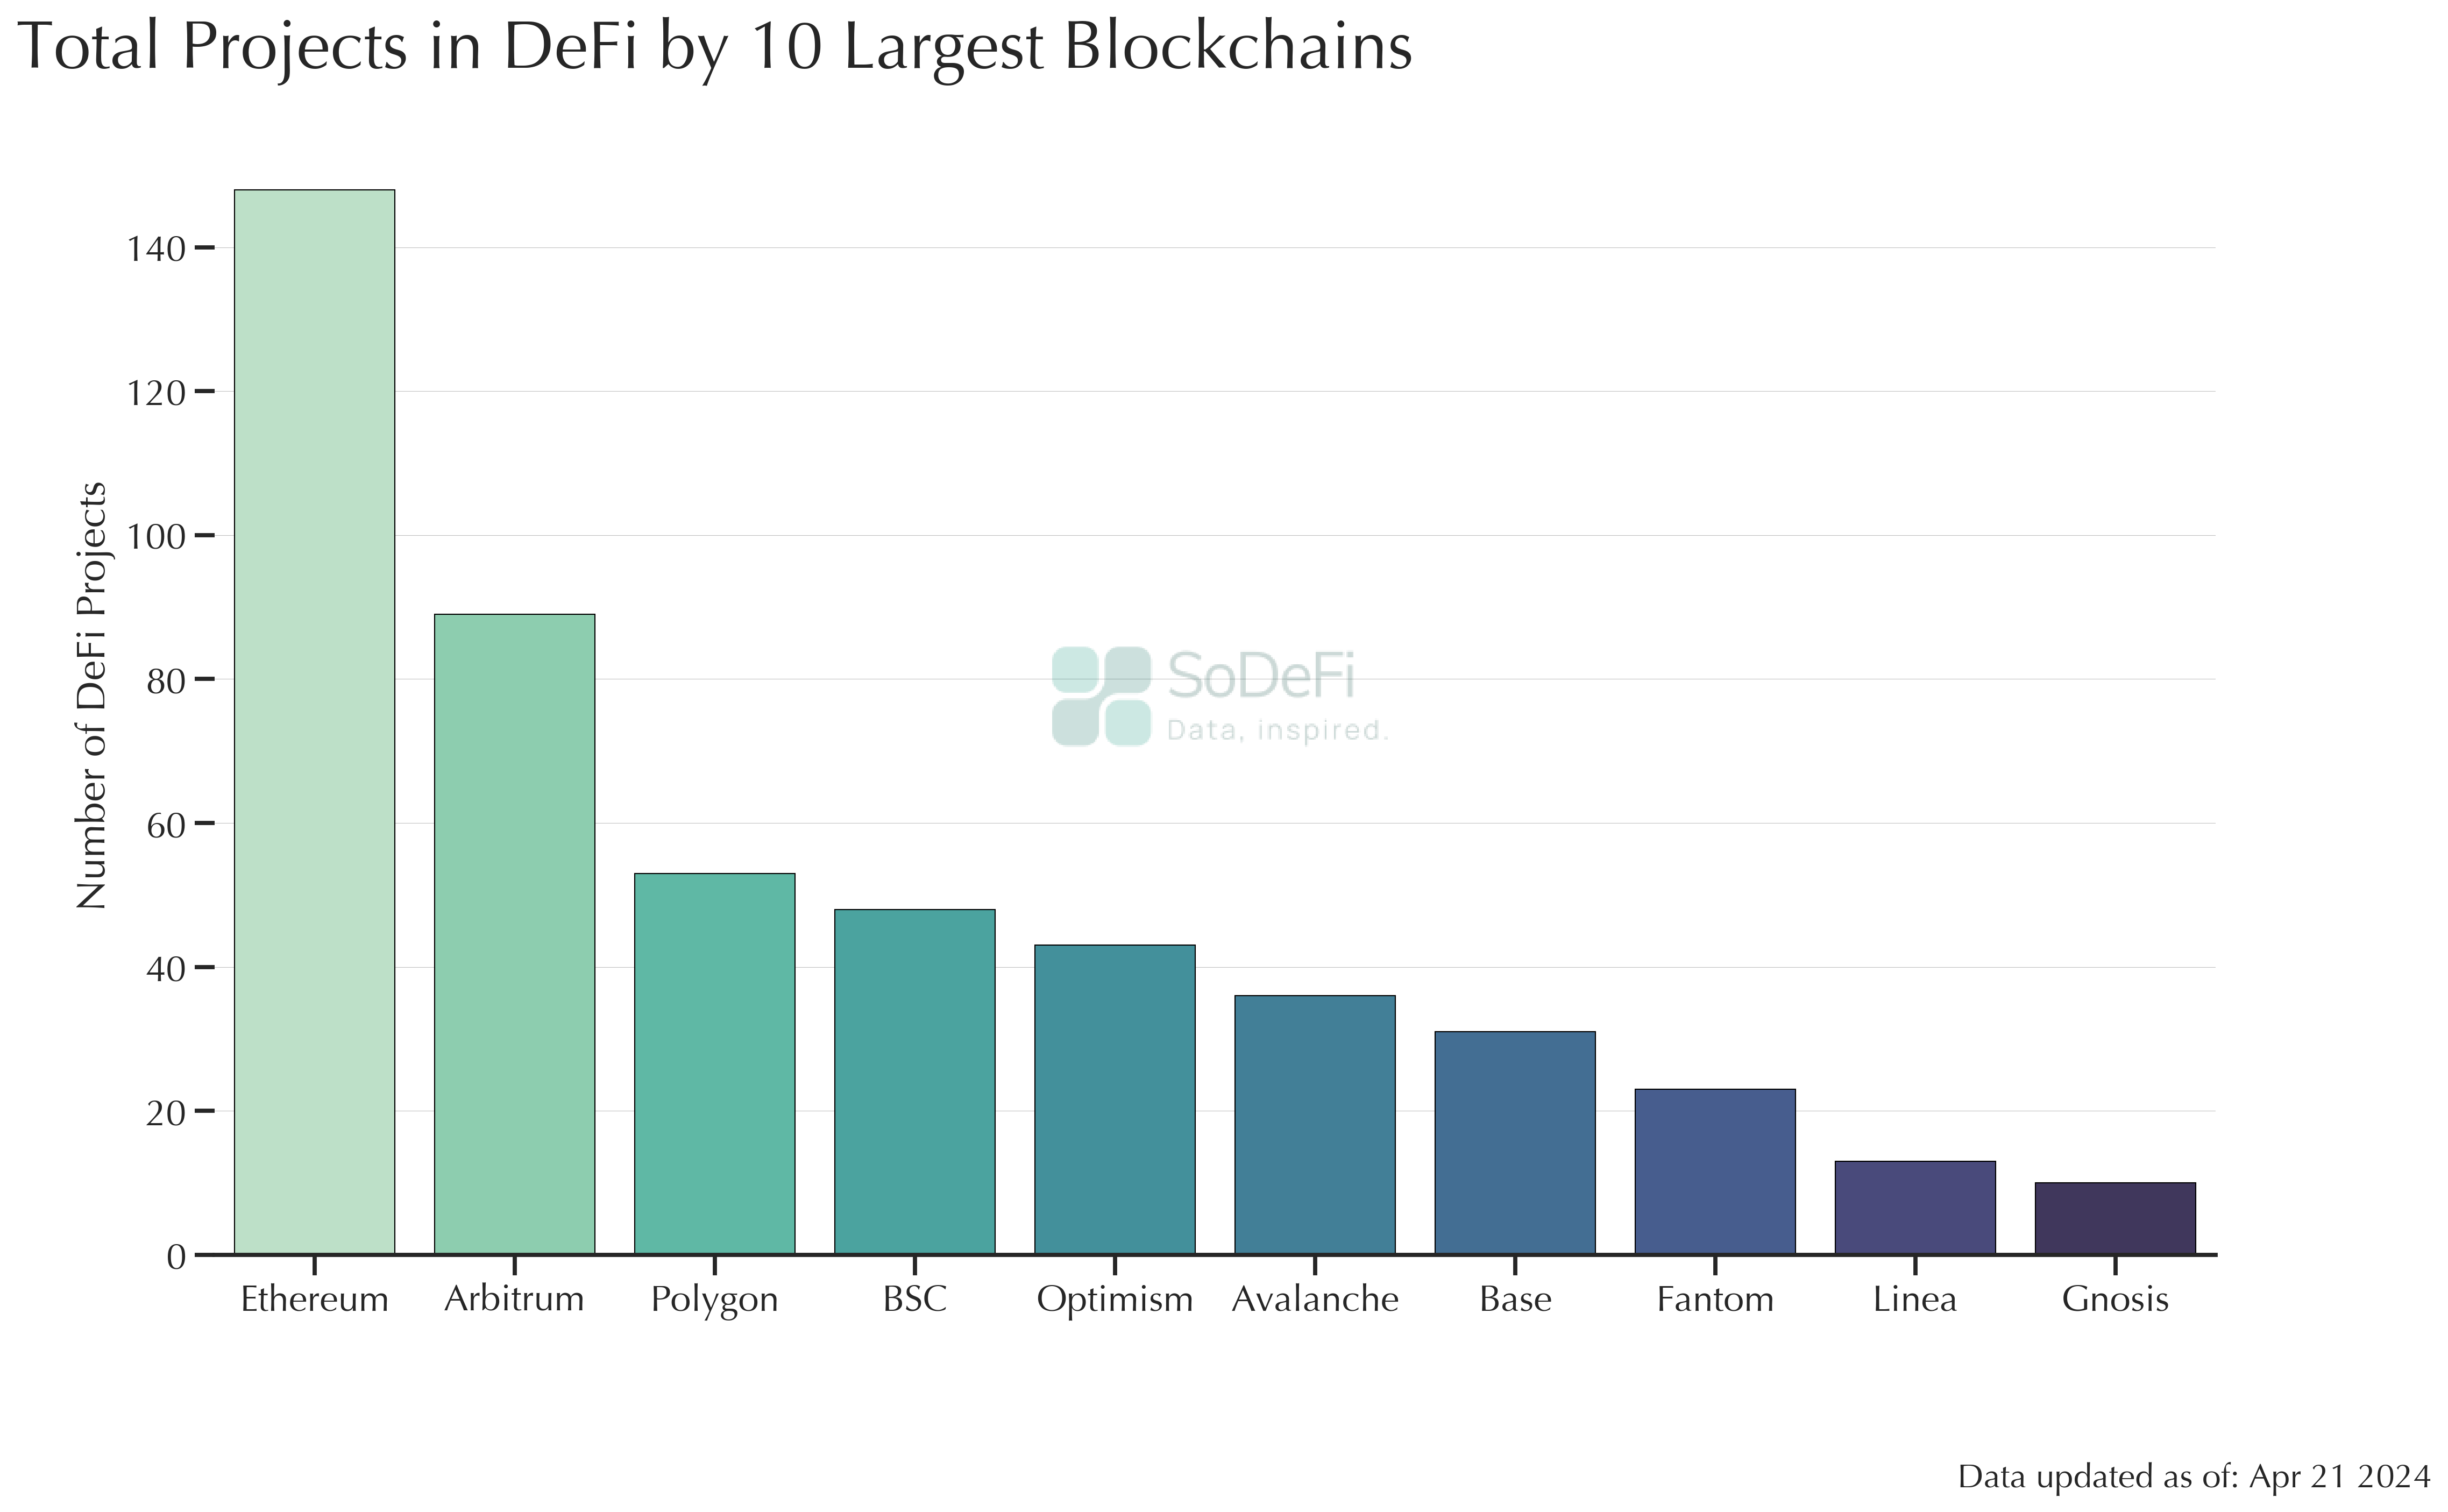 Total Projects in DeFi by 10 Largest Blockchains
140
120
100
80
60
40
20
0
Number of DeFi Projects
SoDeFi
Data, inspired.
Ethereum Arbitrum Polygon BSC Optimism Avalanche Base Fantom Linea Gnosis
Data updated as of: Apr 21 2024